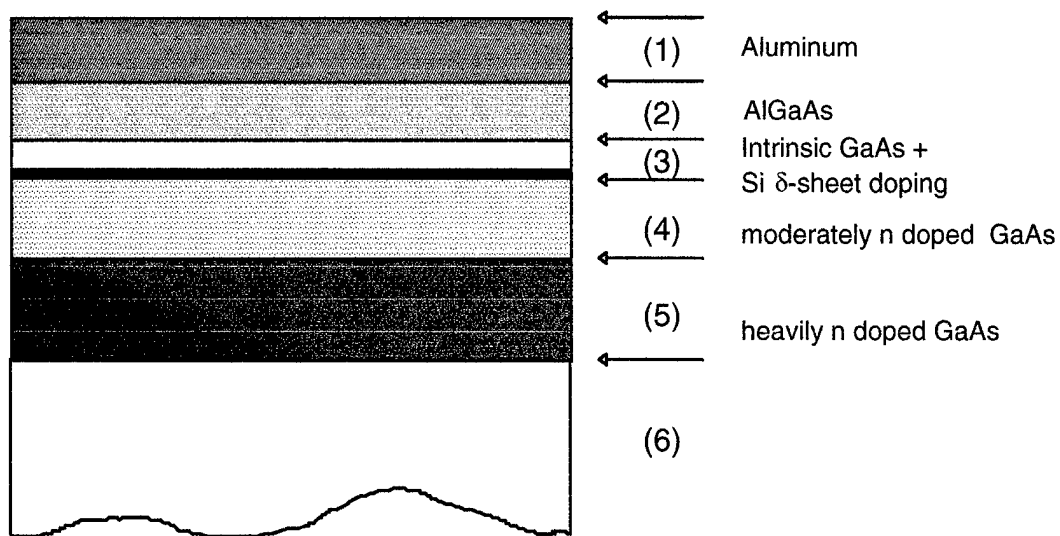 (1) Aluminum
(2) AlGaAs
(3) Intrinsic GaAs +
Si δ-sheet doping
(4) moderately n doped GaAs
(5) heavily n doped GaAs
(6)